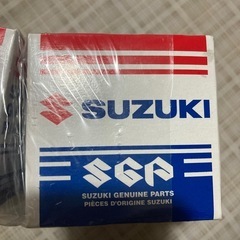 SUZUKI
SGP
SUZUKI GENUINE PARTS
PIÈCES D'ORIGINE SUZUKI